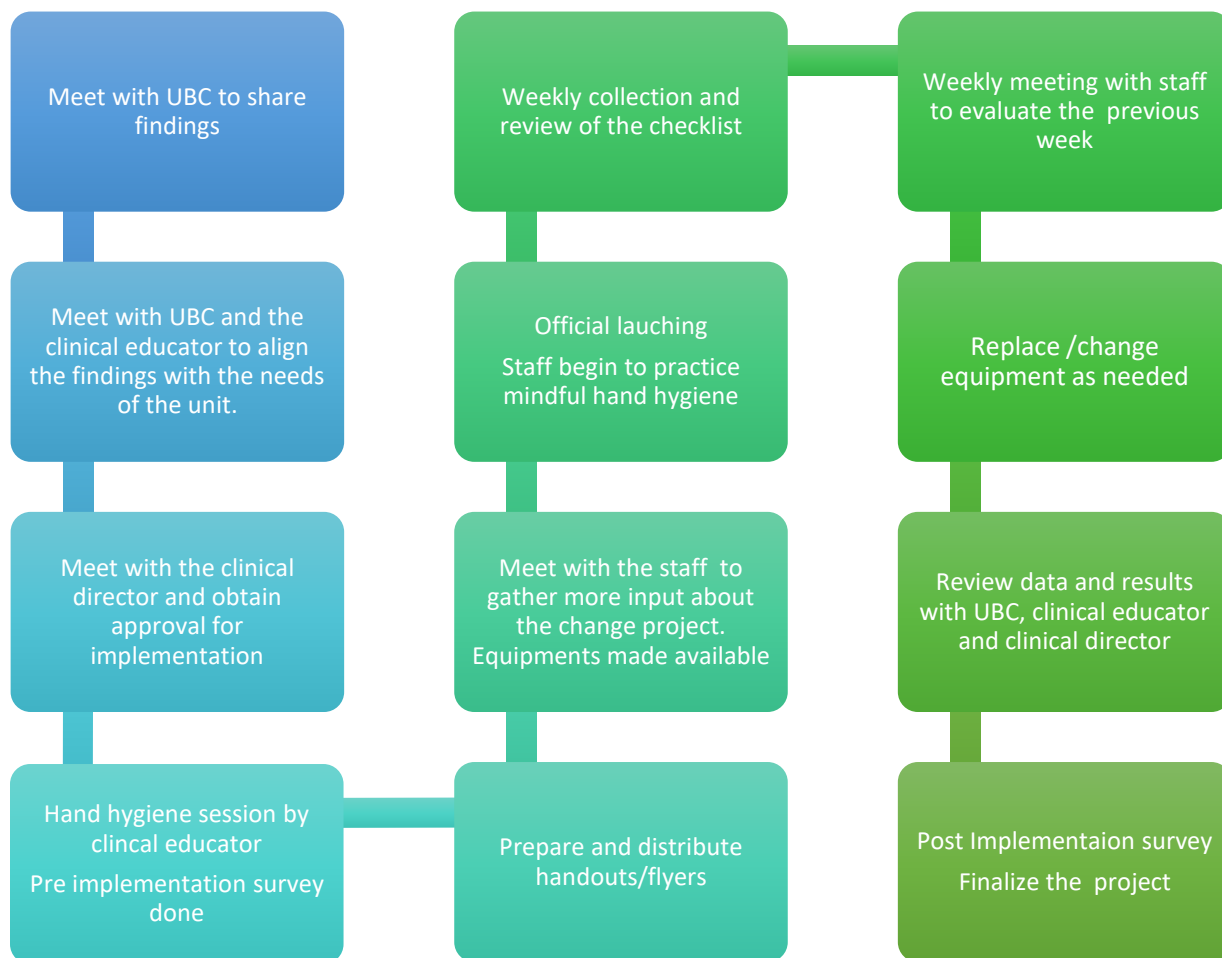 Meet with UBC to share
findings
Meet with UBC and the
clinical educator to align
the findings with the needs
of the unit.
Meet with the clinical
director and obtain
approval for
implementation
Hand hygiene session by
clincal educator
Pre implementation survey
done
Prepare and distribute
handouts/flyers
Meet with the staff to
gather more input about
the change project.
Equipments made available
Official lauching
Staff begin to practice
mindful hand hygiene
Weekly collection and
review of the checklist
Weekly meeting with staff
to evaluate the previous
week
Replace /change
equipment as needed
Review data and results
with UBC, clinical educator
and clinical director
Post Implementaion survey
Finalize the project